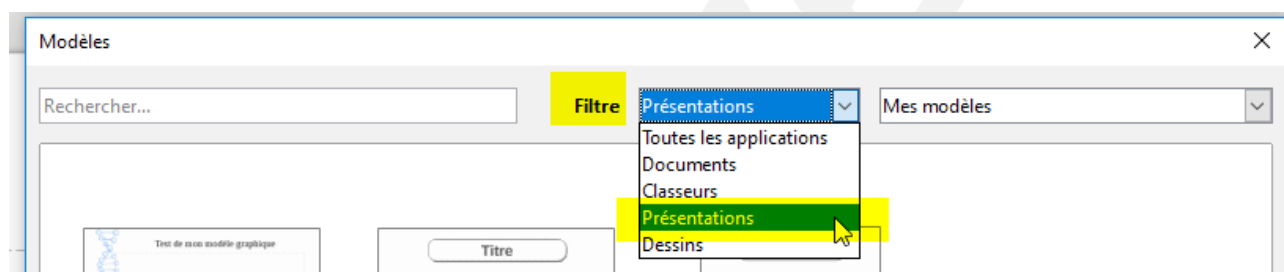 Modèles
Rechercher...
Filtre
Présentations
Mes modèles
Toutes les applications
Documents
Classeurs
Présentations
Dessins
Test de mon modèle graphique
Titre